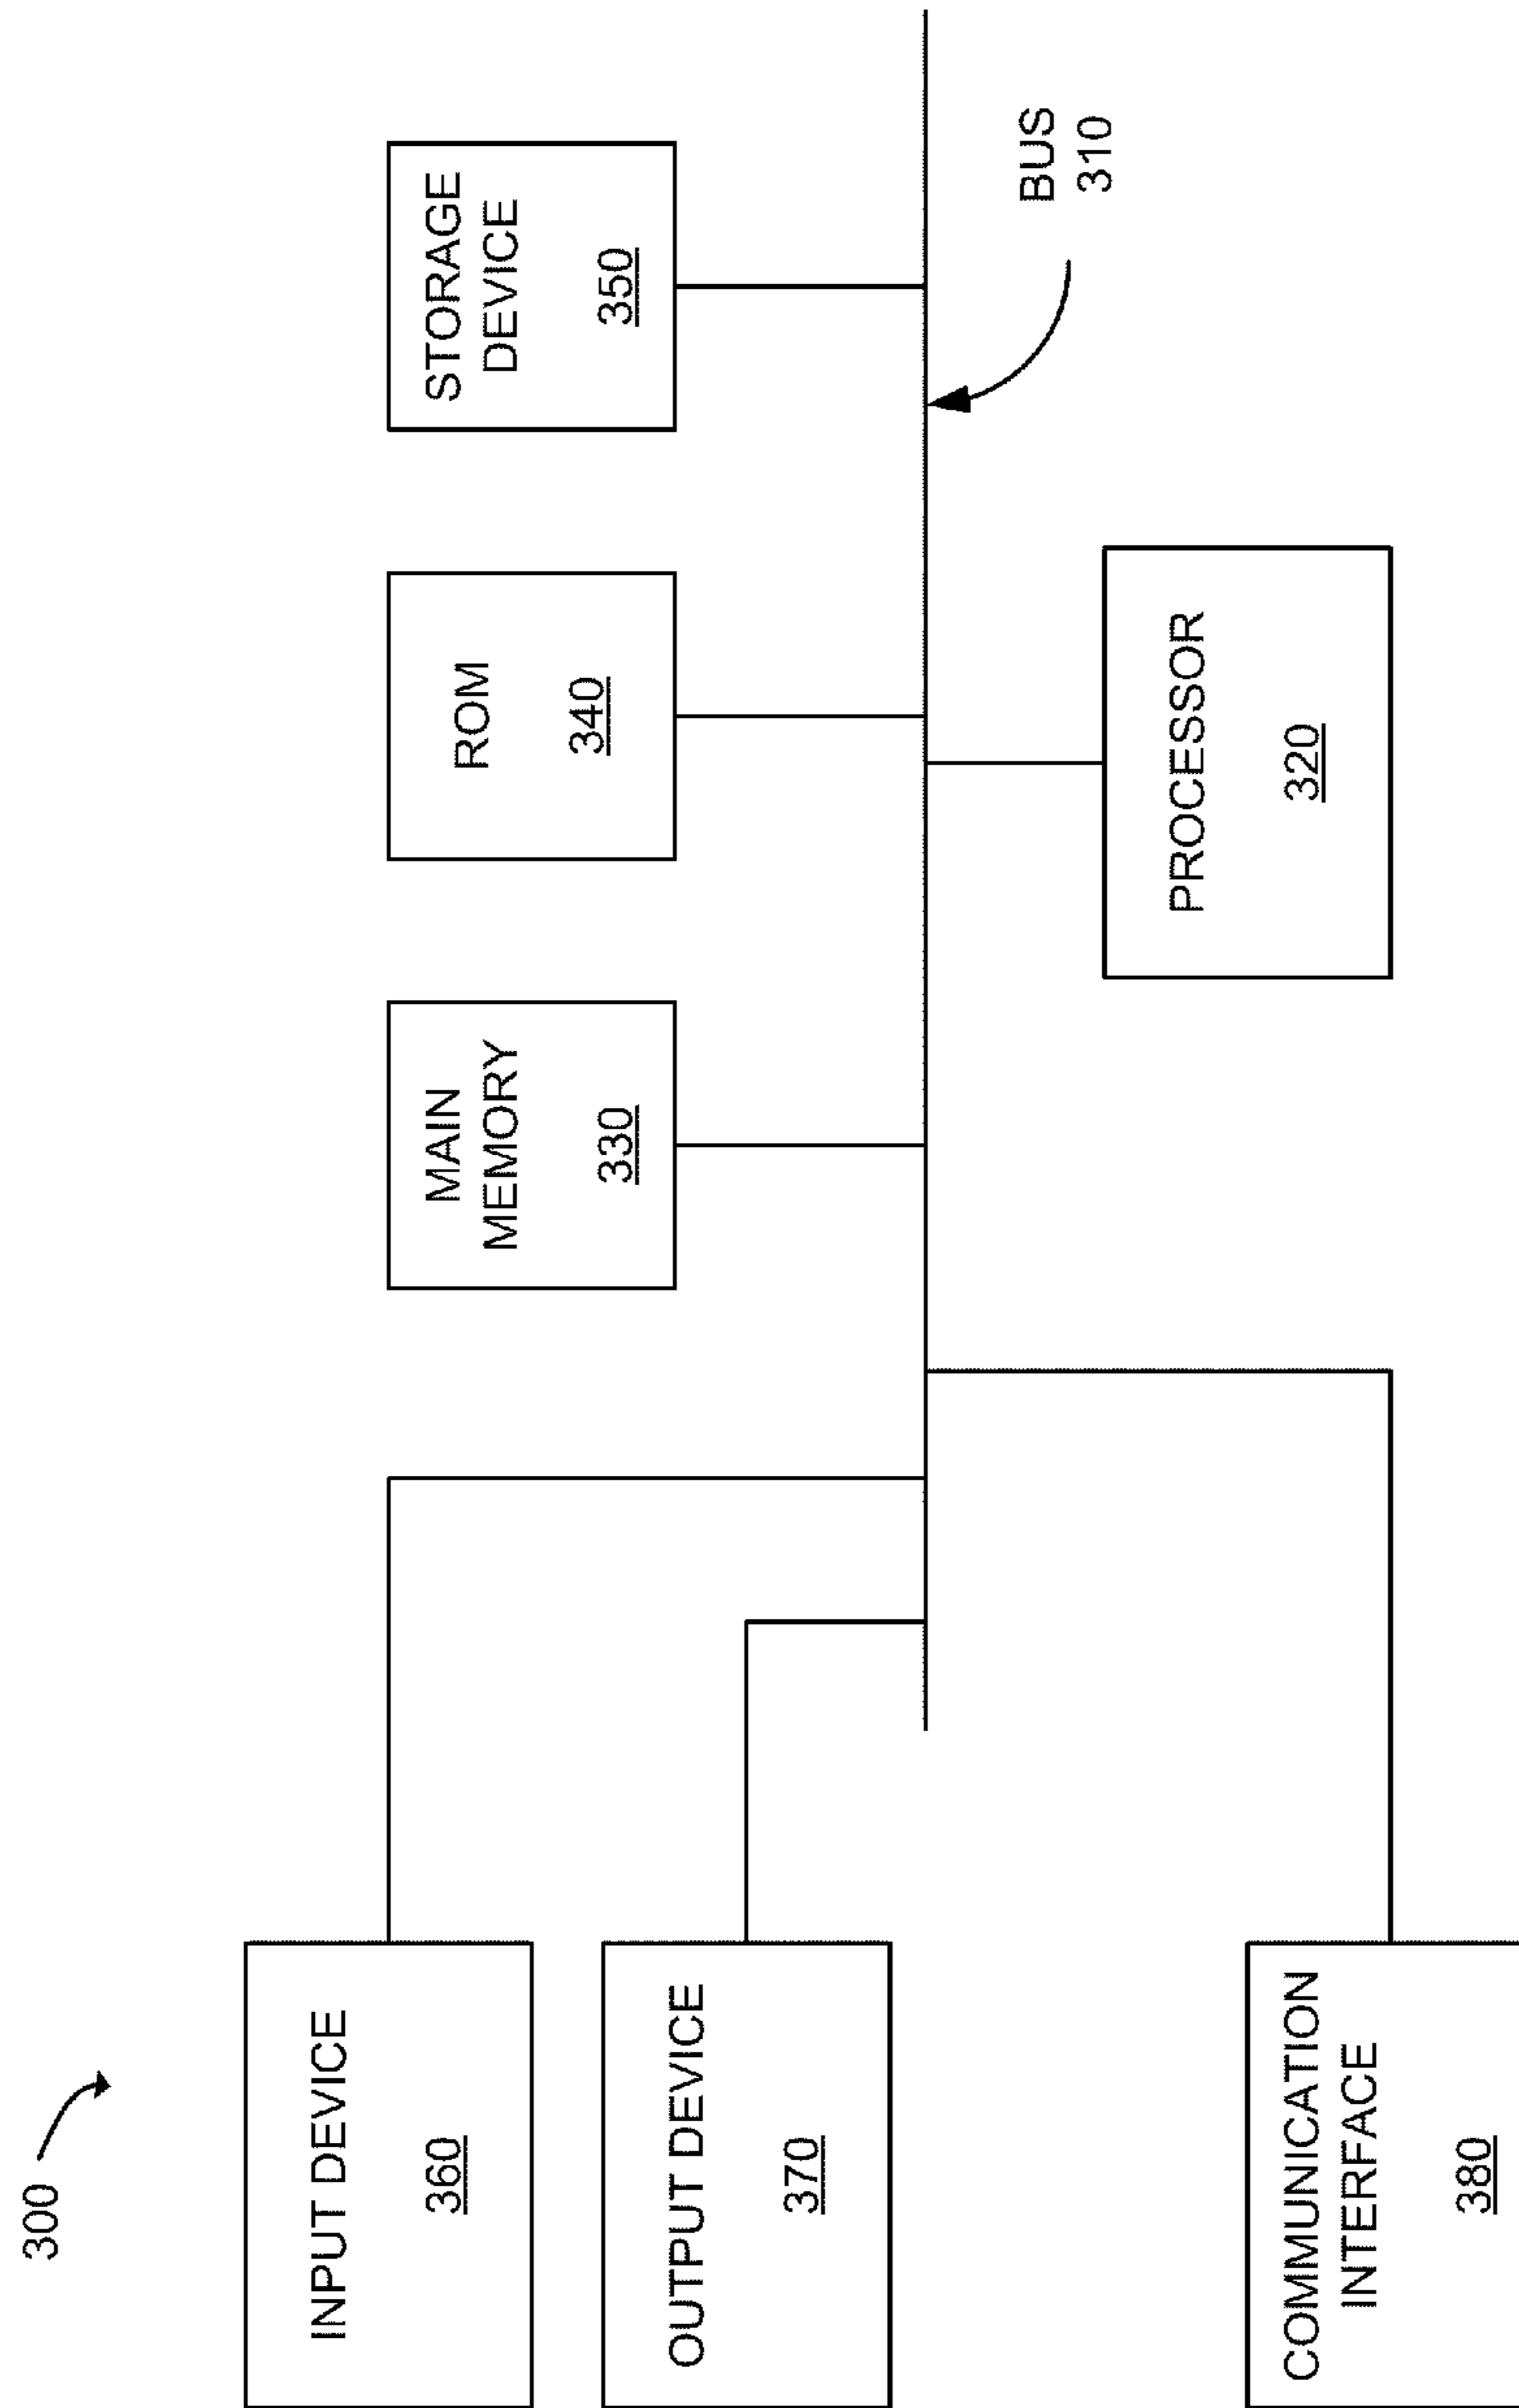 300
INPUT DEVICE
360
MAIN
MEMORY
330
ROM
340
STORAGE
DEVICE
350
OUTPUT DEVICE
370
BUS
310
PROCESSOR
320
COMMUNICATION
INTERFACE
380